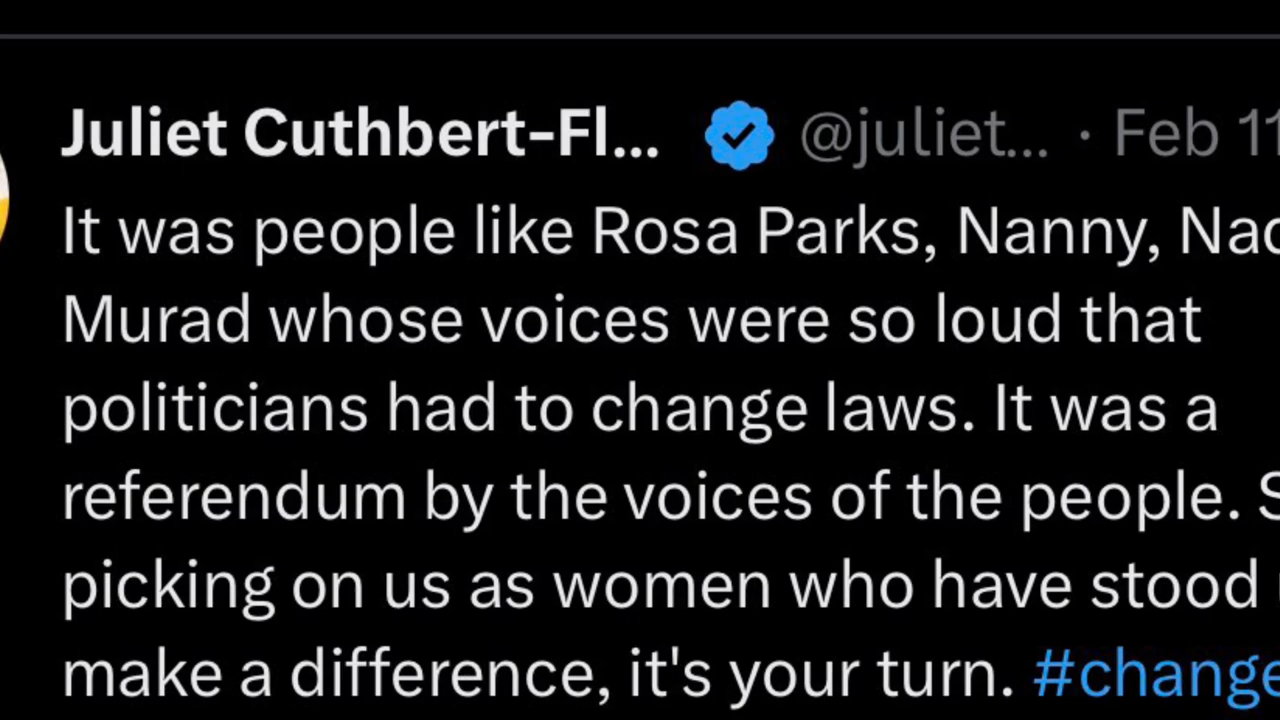 Juliet Cuthbert-Fl... @juliet... · Feb 11
It was people like Rosa Parks, Nanny,
Murad whose voices were so loud that
politicians had to change laws. It was a
referendum by the voices of the people.
picking on us as women who have stood
make a difference, it's your turn. #change